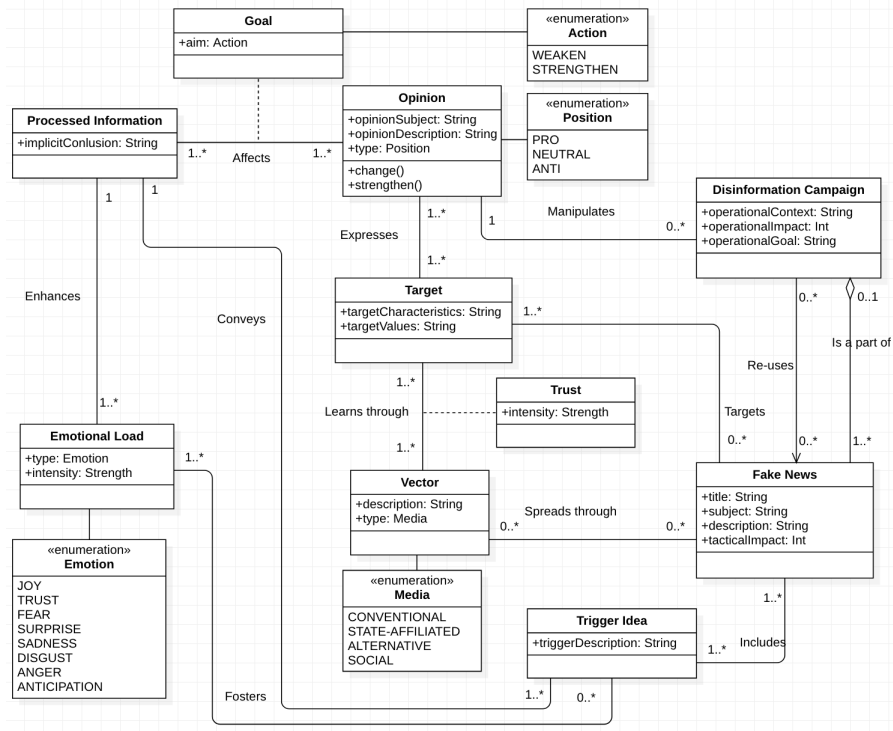 Goal
+aim: Action
«enumeration»
Action
WEAKEN
STRENGTHEN
Processed Information
+implicitConlusion: String
1..*
Affects
1..*
Opinion
+opinionSubject: String
+opinionDescription: String
+type: Position
+change()
+strengthen()
«enumeration»
Position
PRO
NEUTRAL
ANTI
Disinformation Campaign
+operationalContext: String
+operationalImpact: Int
+operationalGoal: String
1
1
1..*
1
Manipulates
0..*
Expresses
1..*
Enhances
Conveys
Target
+targetCharacteristics: String
+targetValues: String
1..*
0..*
0..1
Is a part of
Re-uses
1..*
Learns through
1..*
Trust
+intensity: Strength
Targets
0..*
0..*
1..*
1..*
Emotional Load
+type: Emotion
+intensity: Strength
1..*
Vector
+description: String
+type: Media
0..*
Spreads through
0..*
Fake News
+title: String
+subject: String
+description: String
+tacticalImpact: Int
«enumeration»
Emotion
JOY
TRUST
FEAR
SURPRISE
SADNESS
DISGUST
ANGER
ANTICIPATION
«enumeration»
Media
CONVENTIONAL
STATE-AFFILIATED
ALTERNATIVE
SOCIAL
1..*
Trigger Idea
+triggerDescription: String
1..*
Includes
Fosters
1..*
0..*